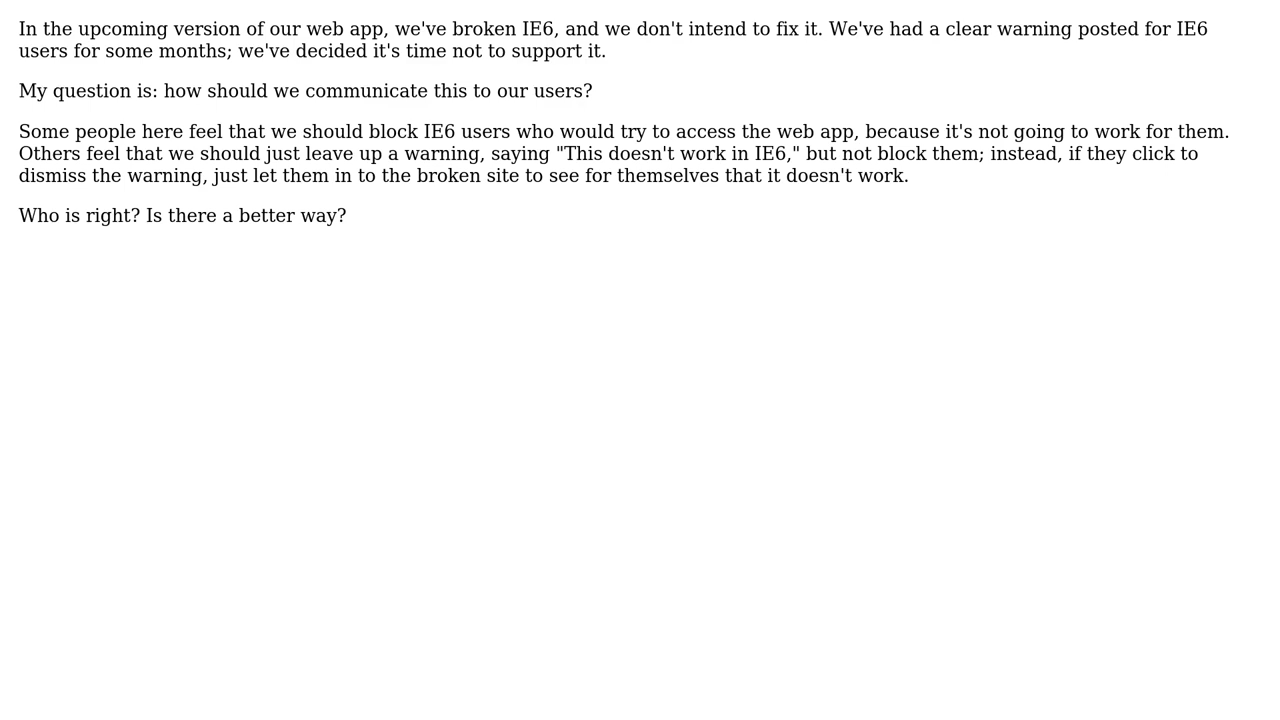 In the upcoming version of our web app, we've broken IE6, and we don't intend to fix it. We've had a clear warning posted for IE6
users for some months; we've decided it's time not to support it.
My question is: how should we communicate this to our users?
Some people here feel that we should block IE6 users who would try to access the web app, because it's not going to work for them.
Others feel that we should just leave up a warning, saying "This doesn't work in IE6," but not block them; instead, if they click to
dismiss the warning, just let them in to the broken site to see for themselves that it doesn't work.
Who is right? Is there a better way?